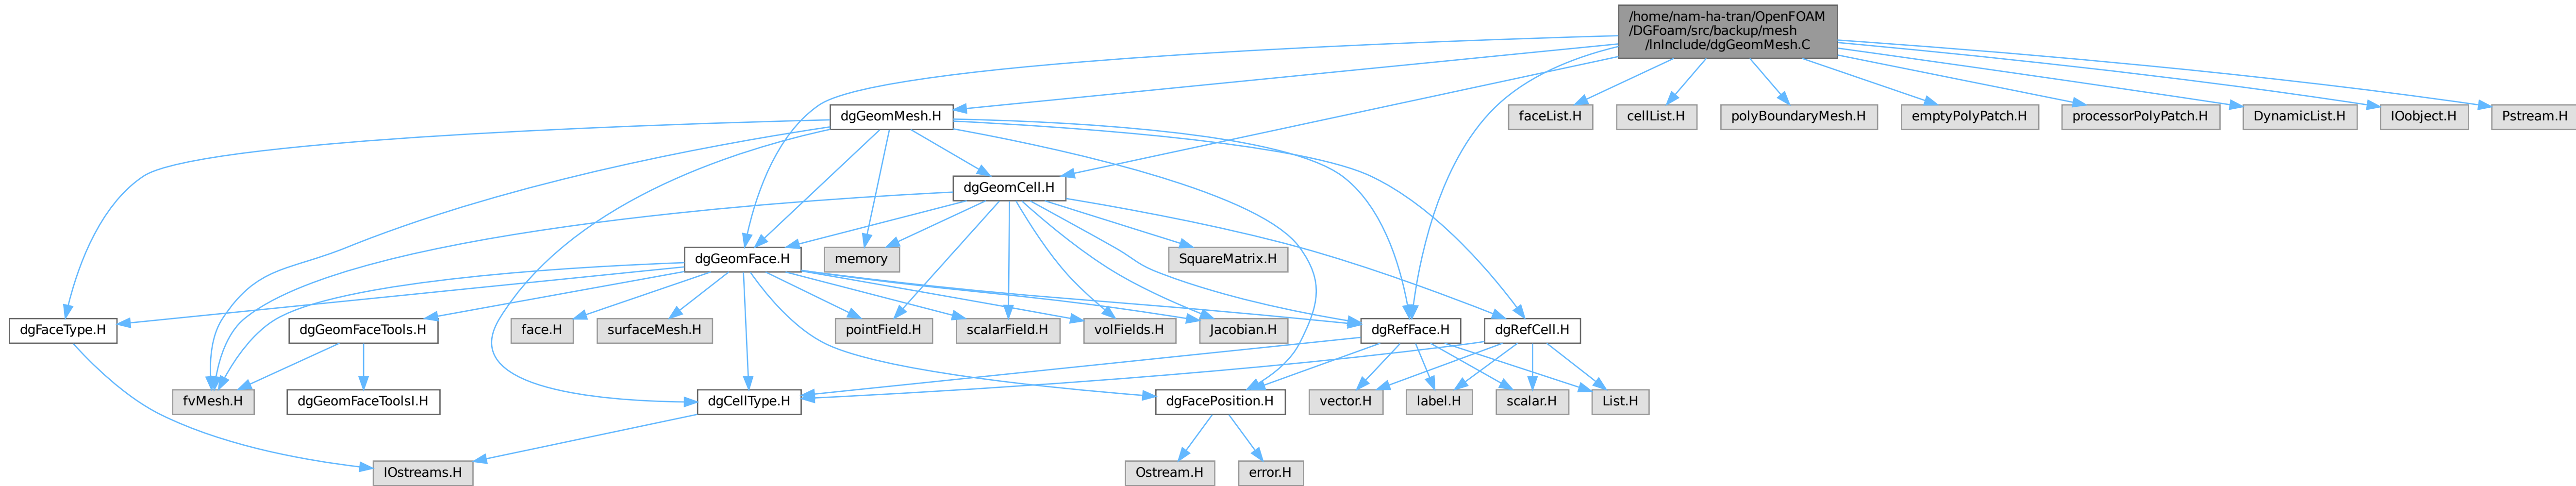 /home/nam-ha-tran/OpenFOAM
/DGFoam/src/backup/mesh
/lnInclude/dgGeomMesh.C
dgGeomMesh.H
faceList.H
cellList.H
polyBoundaryMesh.H
emptyPolyPatch.H
processorPolyPatch.H
DynamicList.H
IOobject.H
Pstream.H
dgGeomCell.H
dgGeomFace.H
memory
SquareMatrix.H
dgFaceType.H
dgGeomFaceTools.H
face.H
surfaceMesh.H
pointField.H
scalarField.H
volFields.H
Jacobian.H
dgRefFace.H
dgRefCell.H
fvMesh.H
dgGeomFaceToolsI.H
dgCellType.H
dgFacePosition.H
vector.H
label.H
scalar.H
List.H
IOstreams.H
Ostream.H
error.H